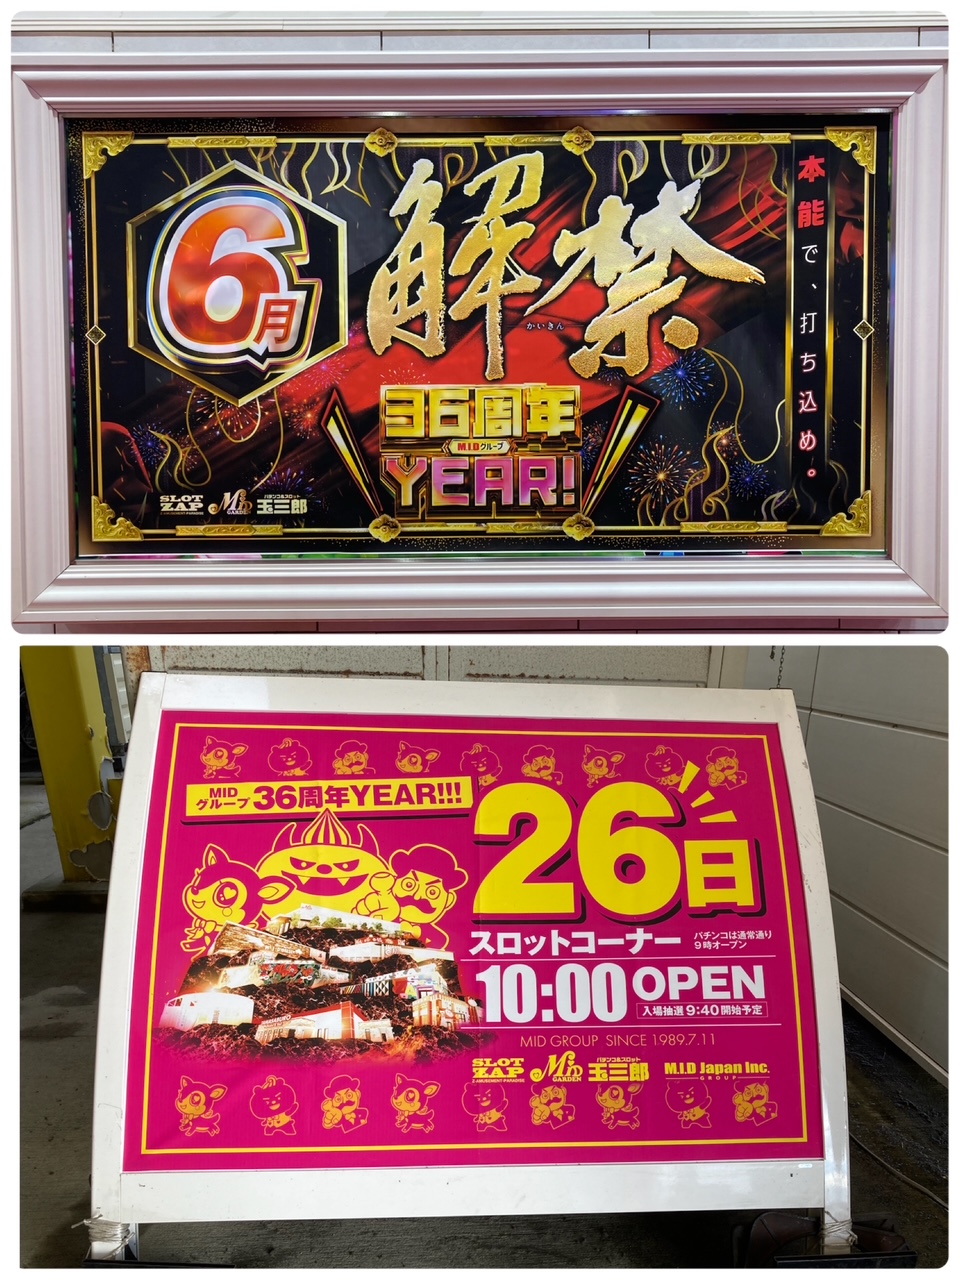 6月
解禁
かいきん
本能で、打ち込め。
36周年
M.I.Dグループ
YEAR!
SLOT
ZAP
MID
GARDEN
パチンコ&スロット
玉三郎
MID
グループ 36周年YEAR!!!
26日
スロットコーナー
パチンコは通常通り
9時オープン
10:00 OPEN
入場抽選 9:40 開始予定
MID GROUP SINCE 1989.7.11
SLOT
ZAP
AMUSEMENT-PARADISE
MID
GARDEN
パチンコ&スロット
玉三郎
M.I.D Japan Inc.
GROUP